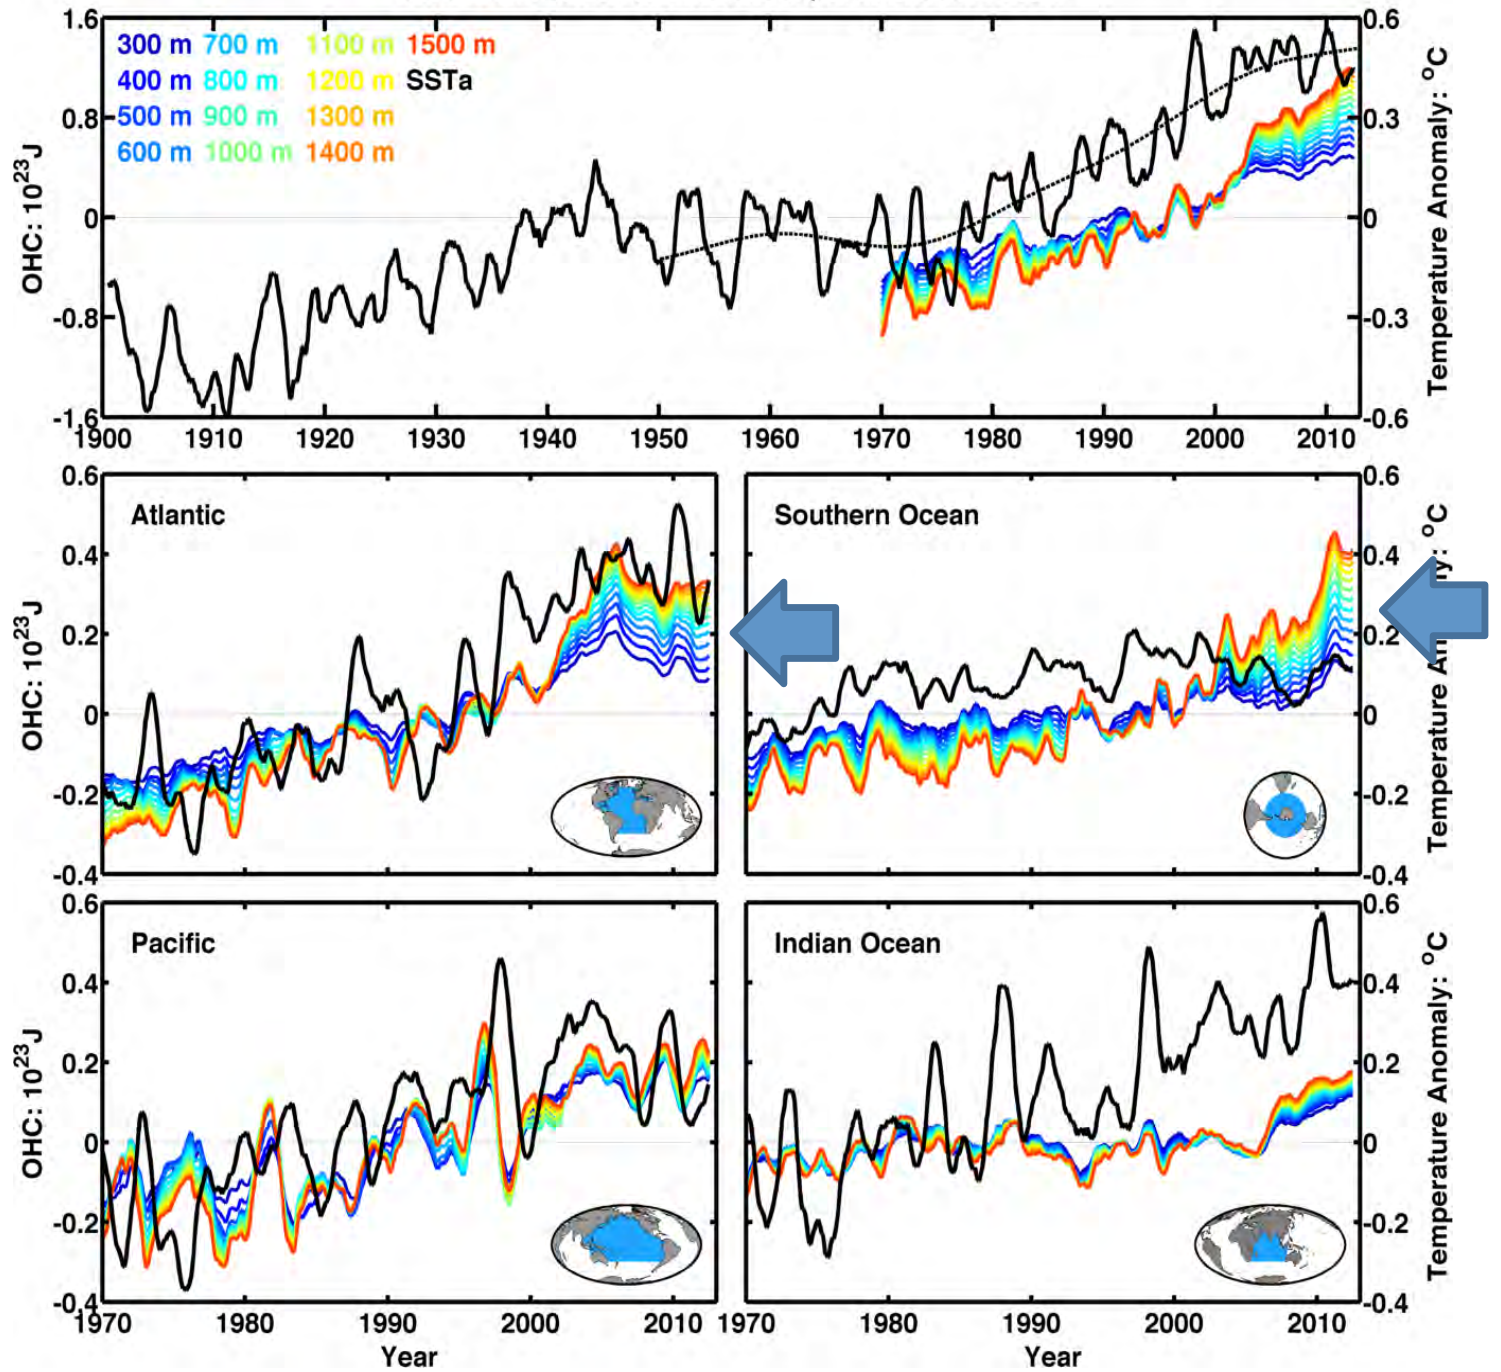 1.6
0.8
0
-0.8
-1.6
OHC: 10²³J
300 m 700 m 1100 m 1500 m
400 m 800 m 1200 m SSTa
500 m 900 m 1300 m
600 m 1000 m 1400 m
0.6
0.3
0
-0.3
-0.6
Temperature Anomaly: °C
1900 1910 1920 1930 1940 1950 1960 1970 1980 1990 2000 2010
0.6
0.4
0.2
0
-0.2
-0.4
OHC: 10²³J
Atlantic
Southern Ocean
0.6
0.4
0.2
0
-0.2
-0.4
Temperature An :°C
0.6
0.4
0.2
0
-0.2
-0.4
OHC: 10²³J
Pacific
Indian Ocean
0.6
0.4
0.2
0
-0.2
-0.4
Temperature Anomaly: °C
1970 1980 1990 2000 2010 1970 1980 1990 2000 2010
Year Year